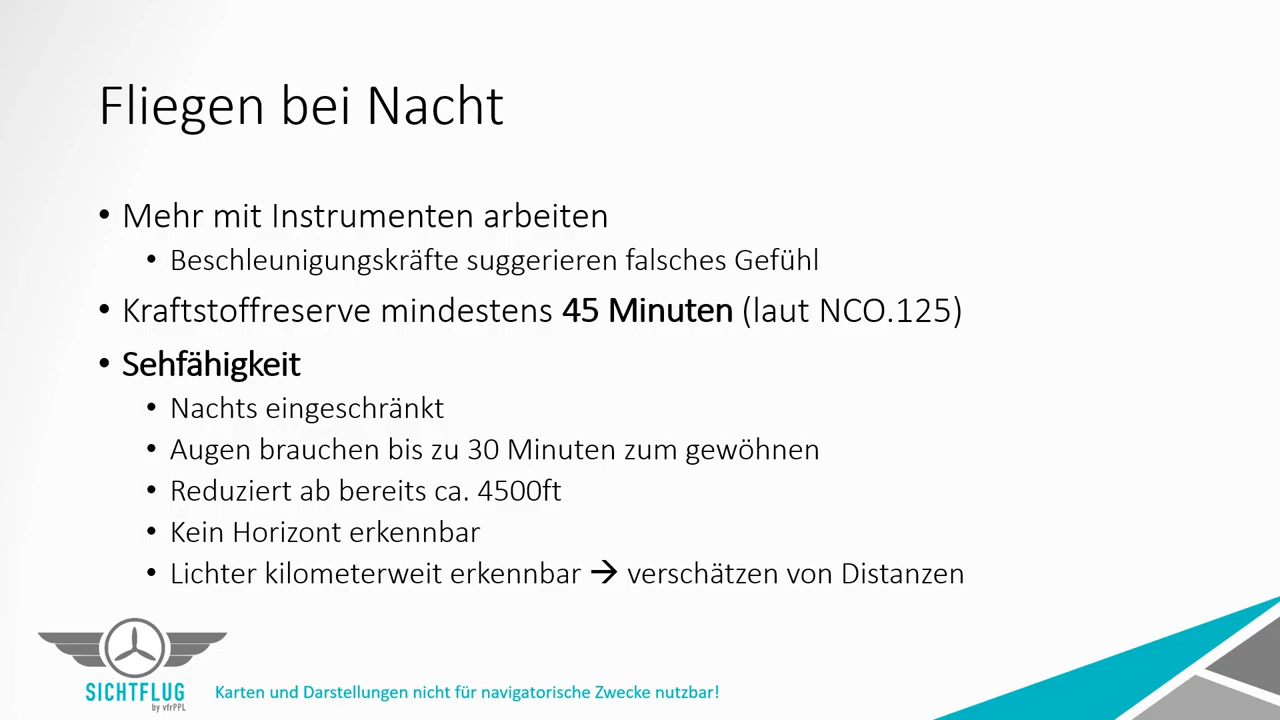 Fliegen bei Nacht
• Mehr mit Instrumenten arbeiten
• Beschleunigungskräfte suggerieren falsches Gefühl
• Kraftstoffreserve mindestens 45 Minuten (laut NCO.125)
• Sehfähigkeit
• Nachts eingeschränkt
• Augen brauchen bis zu 30 Minuten zum gewöhnen
• Reduziert ab bereits ca. 4500ft
• Kein Horizont erkennbar
• Lichter kilometerweit erkennbar → verschätzen von Distanzen
SICHTFLUG
by vfrPPL
Karten und Darstellungen nicht für navigatorische Zwecke nutzbar!